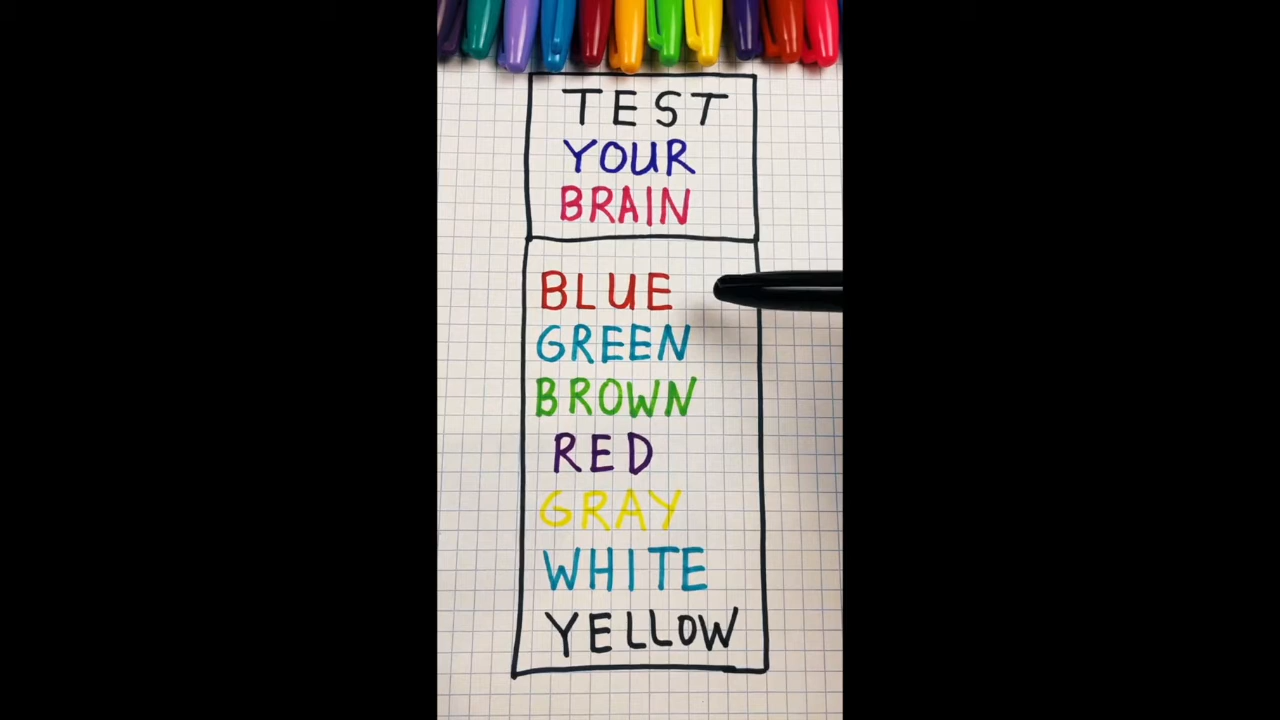 TEST
YOUR
BRAIN
BLUE
GREEN
BROWN
RED
GRAY
WHITE
YELLOW